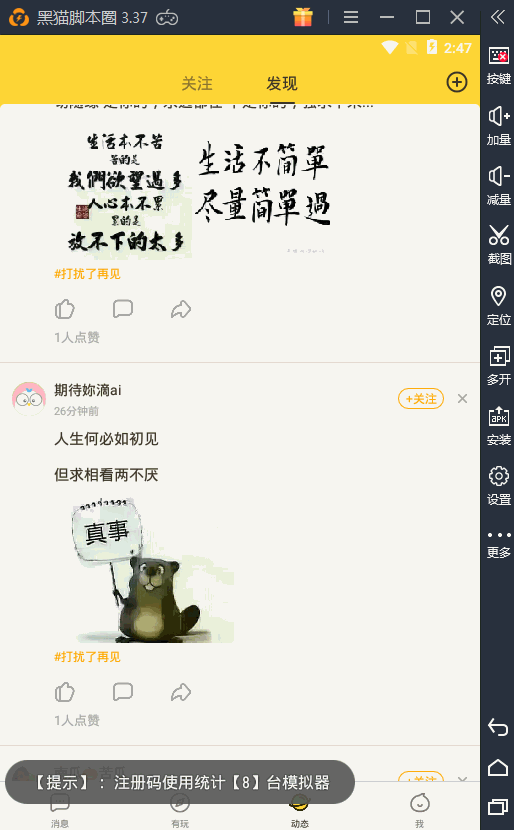 黑猫脚本圈 3.37
2:47
关注
发现
生活本不苦
苦的是
我們欲望過多
人心本不累
累的是
放不下的太多
生活不简單
尽量简單過
#打扰了再见
1人点赞
期待妳滴ai
26分钟前
+关注
人生何必如初见
但求相看两不厌
真事
#打扰了再见
1人点赞
+关注
【提示】：注册码使用统计【8】台模拟器
消息
有玩
动态
我
按键
加量
减量
截图
定位
多开
APK
安装
设置
更多